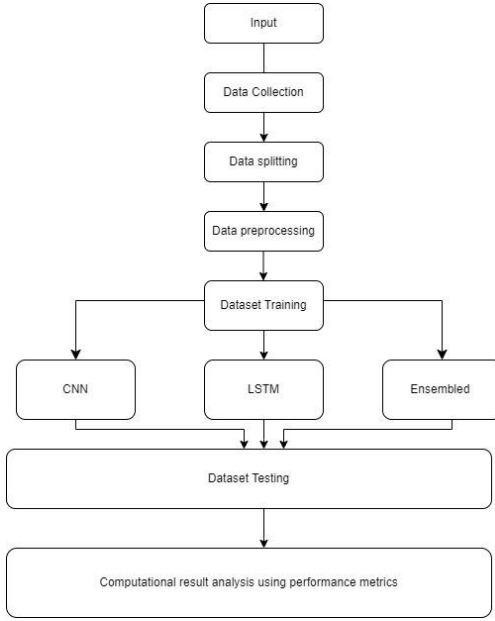 Input
Data Collection
Data splitting
Data preprocessing
Dataset Training
CNN
LSTM
Ensembled
Dataset Testing
Computational result analysis using performance metrics